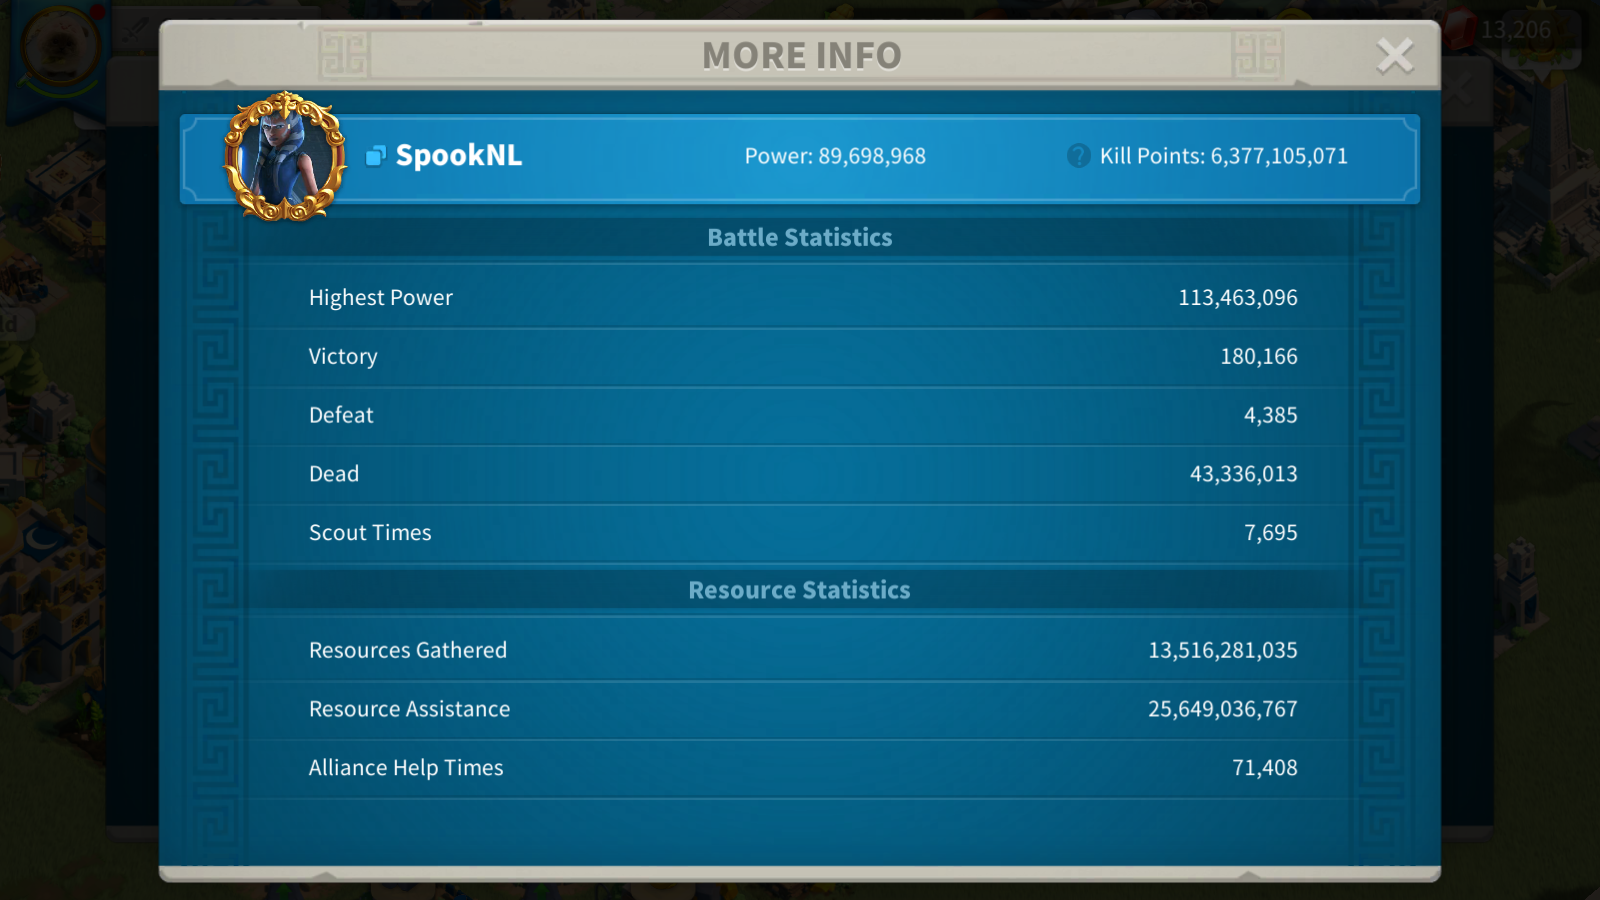 13,206
MORE INFO
SpookNL
Power: 89,698,968
? Kill Points: 6,377,105,071
Battle Statistics
Highest Power 113,463,096
Victory 180,166
Defeat 4,385
Dead 43,336,013
Scout Times 7,695
Resource Statistics
Resources Gathered 13,516,281,035
Resource Assistance 25,649,036,767
Alliance Help Times 71,408